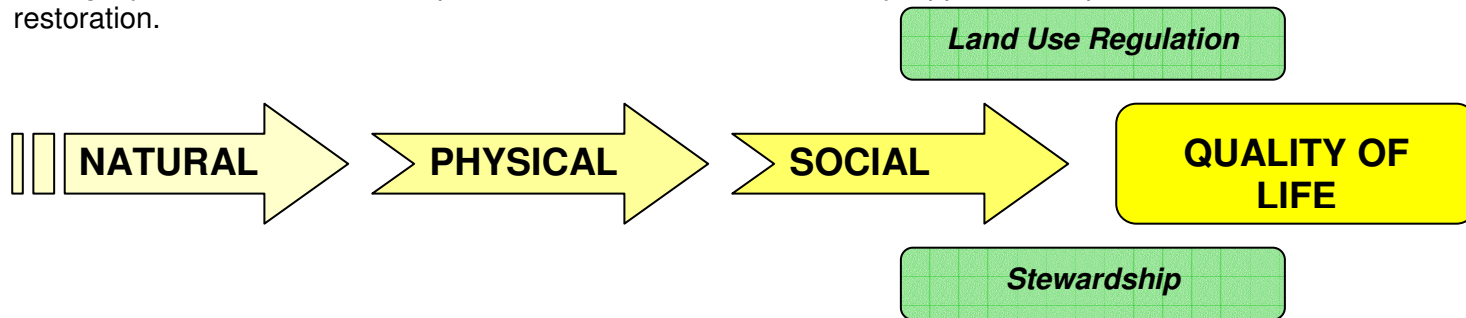 restoration.
Land Use Regulation
NATURAL
PHYSICAL
SOCIAL
QUALITY OF
LIFE
Stewardship